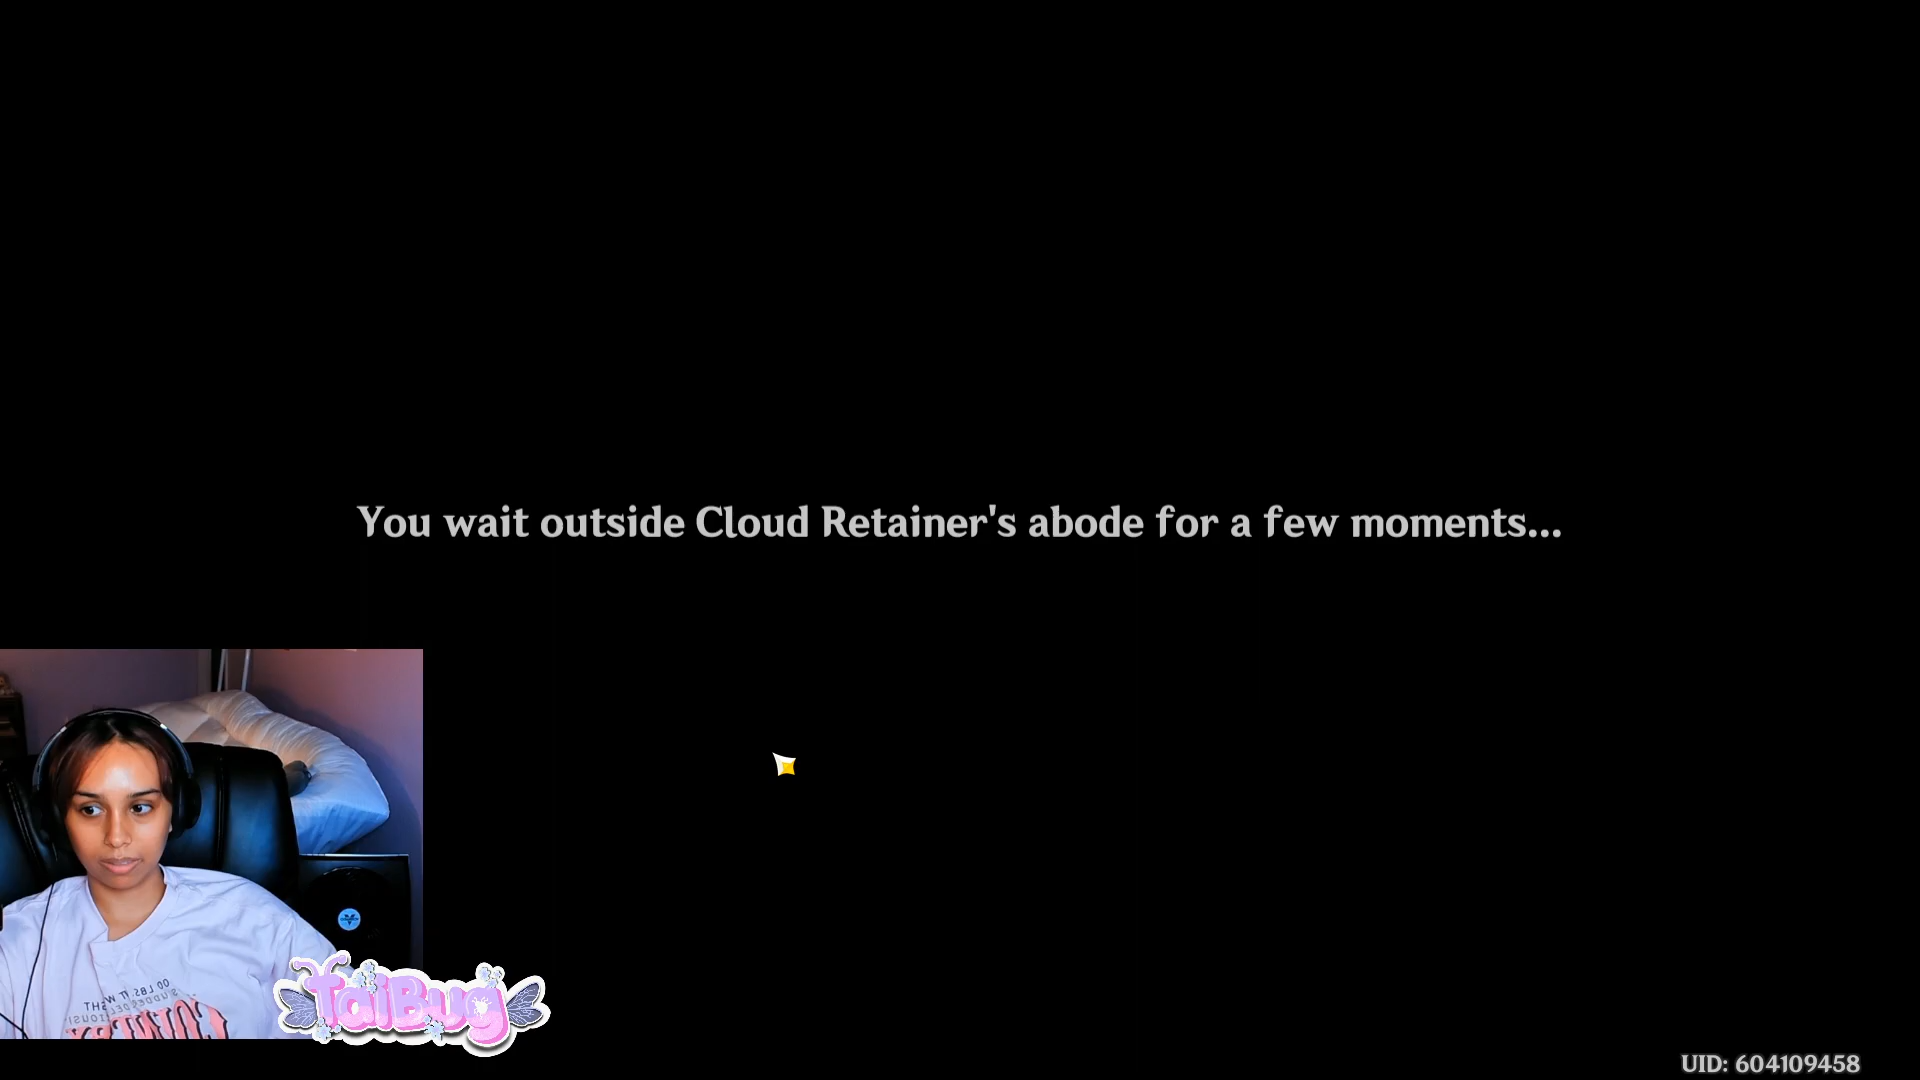 You wait outside Cloud Retainer's abode for a few moments...
TaiBug
UID: 604109458